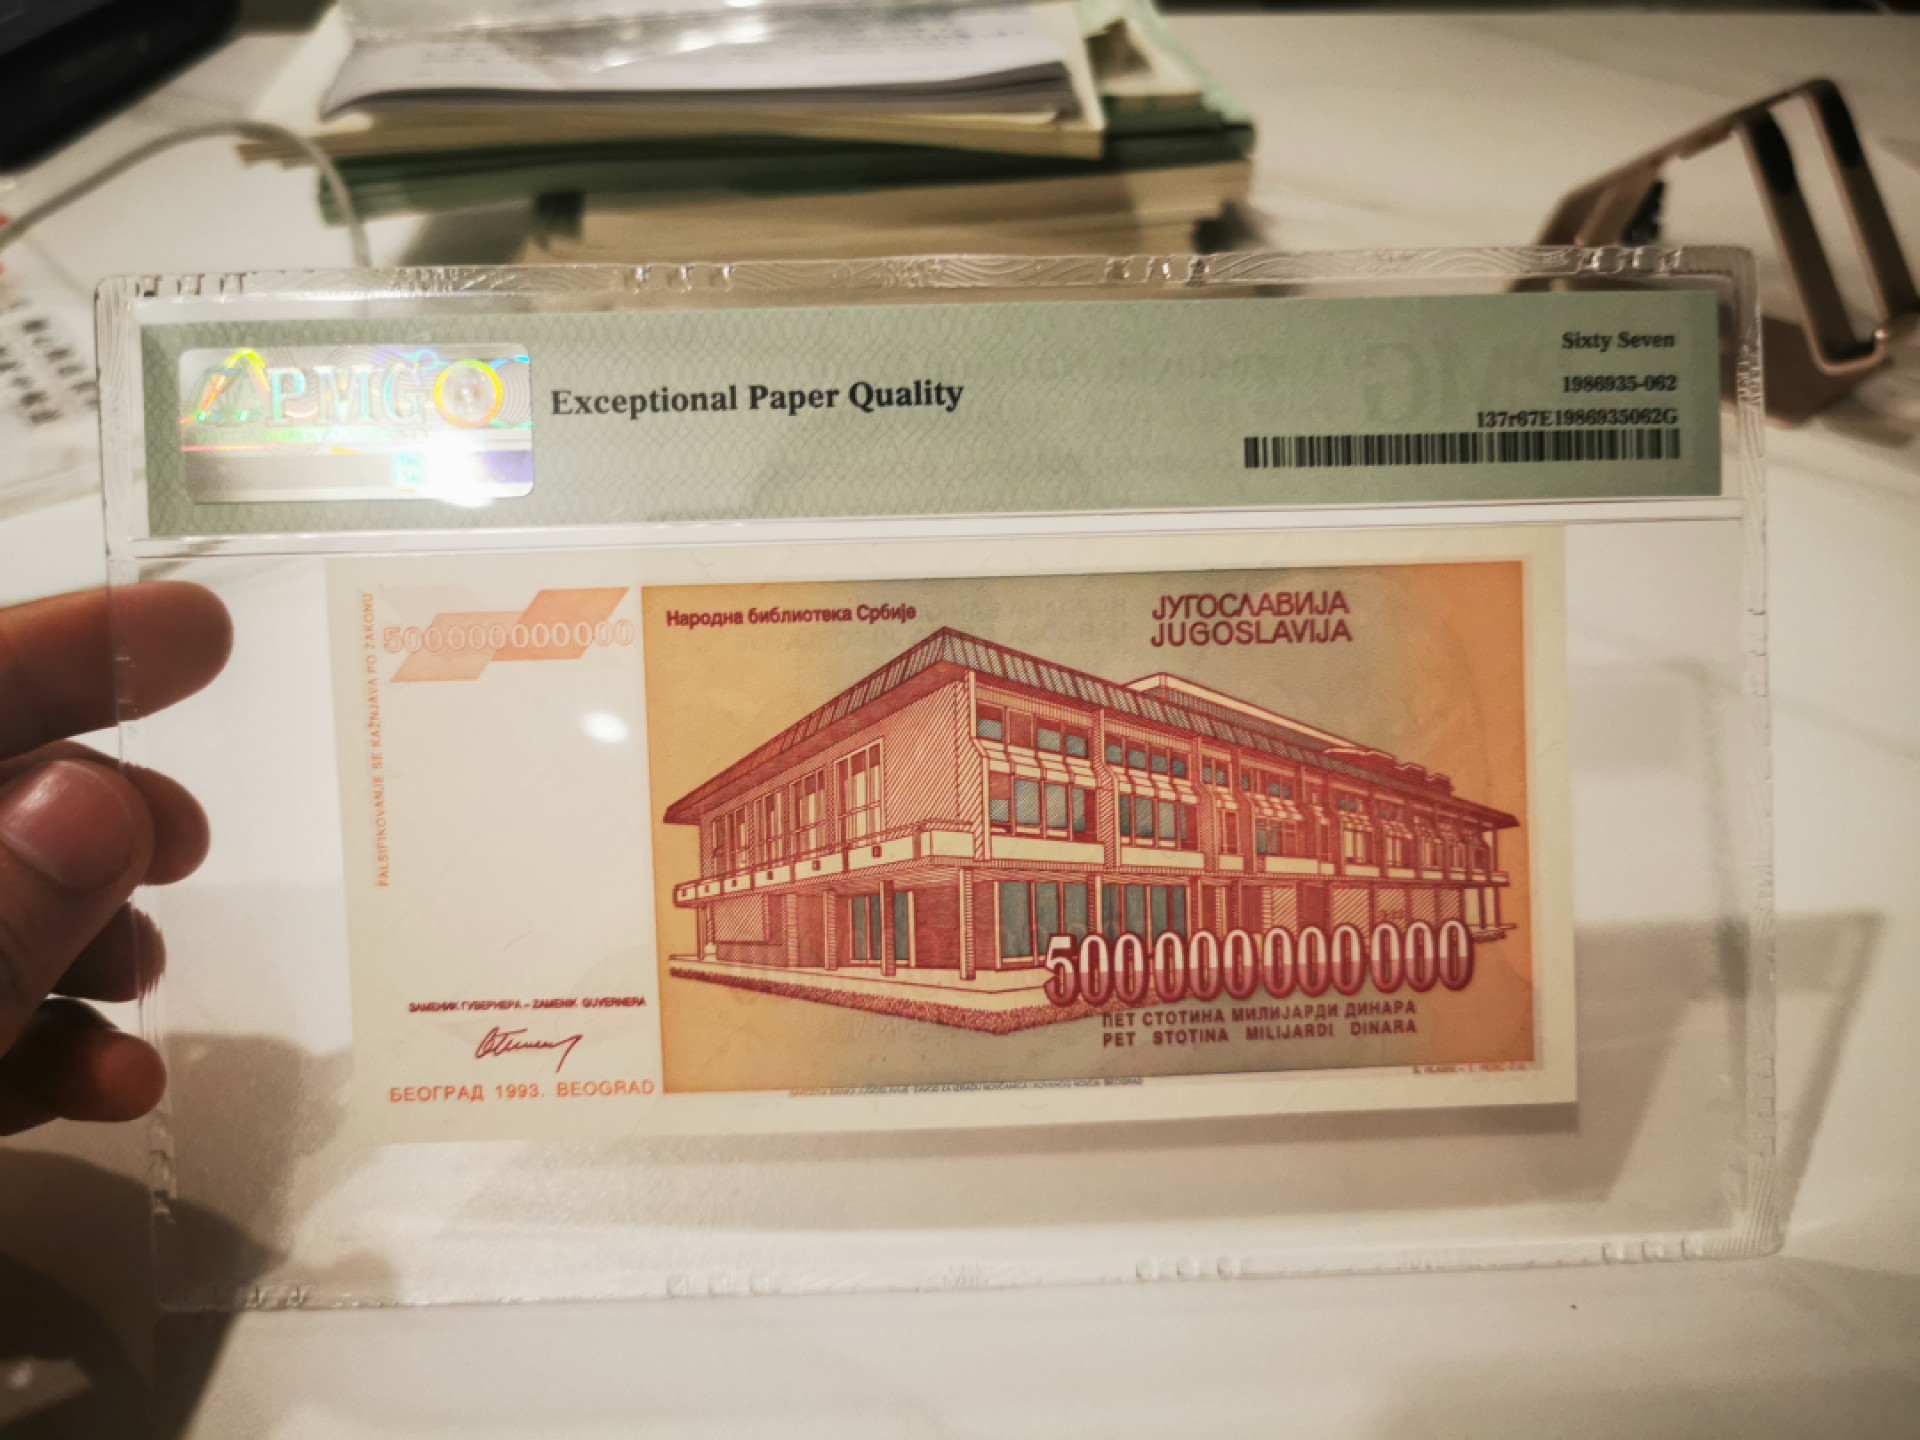 PMG
Exceptional Paper Quality
Sixty Seven
1986935-062
137r67E1986935062G
FALSIFIKOVANJE SE KAŽNJAVA PO ZAKONU
500000000000
Народна библиотека Србије
ЈУГОСЛАВИЈА
JUGOSLAVIJA
500000000000
ПЕТ СТОТИНА МИЛИЈАРДИ ДИНАРА
PET STOTINA MILIJARDI DINARA
ЗАМЕНИК ГУВЕРНЕРА – ZAMENIK GUVERNERA
БЕОГРАД 1993. BEOGRAD